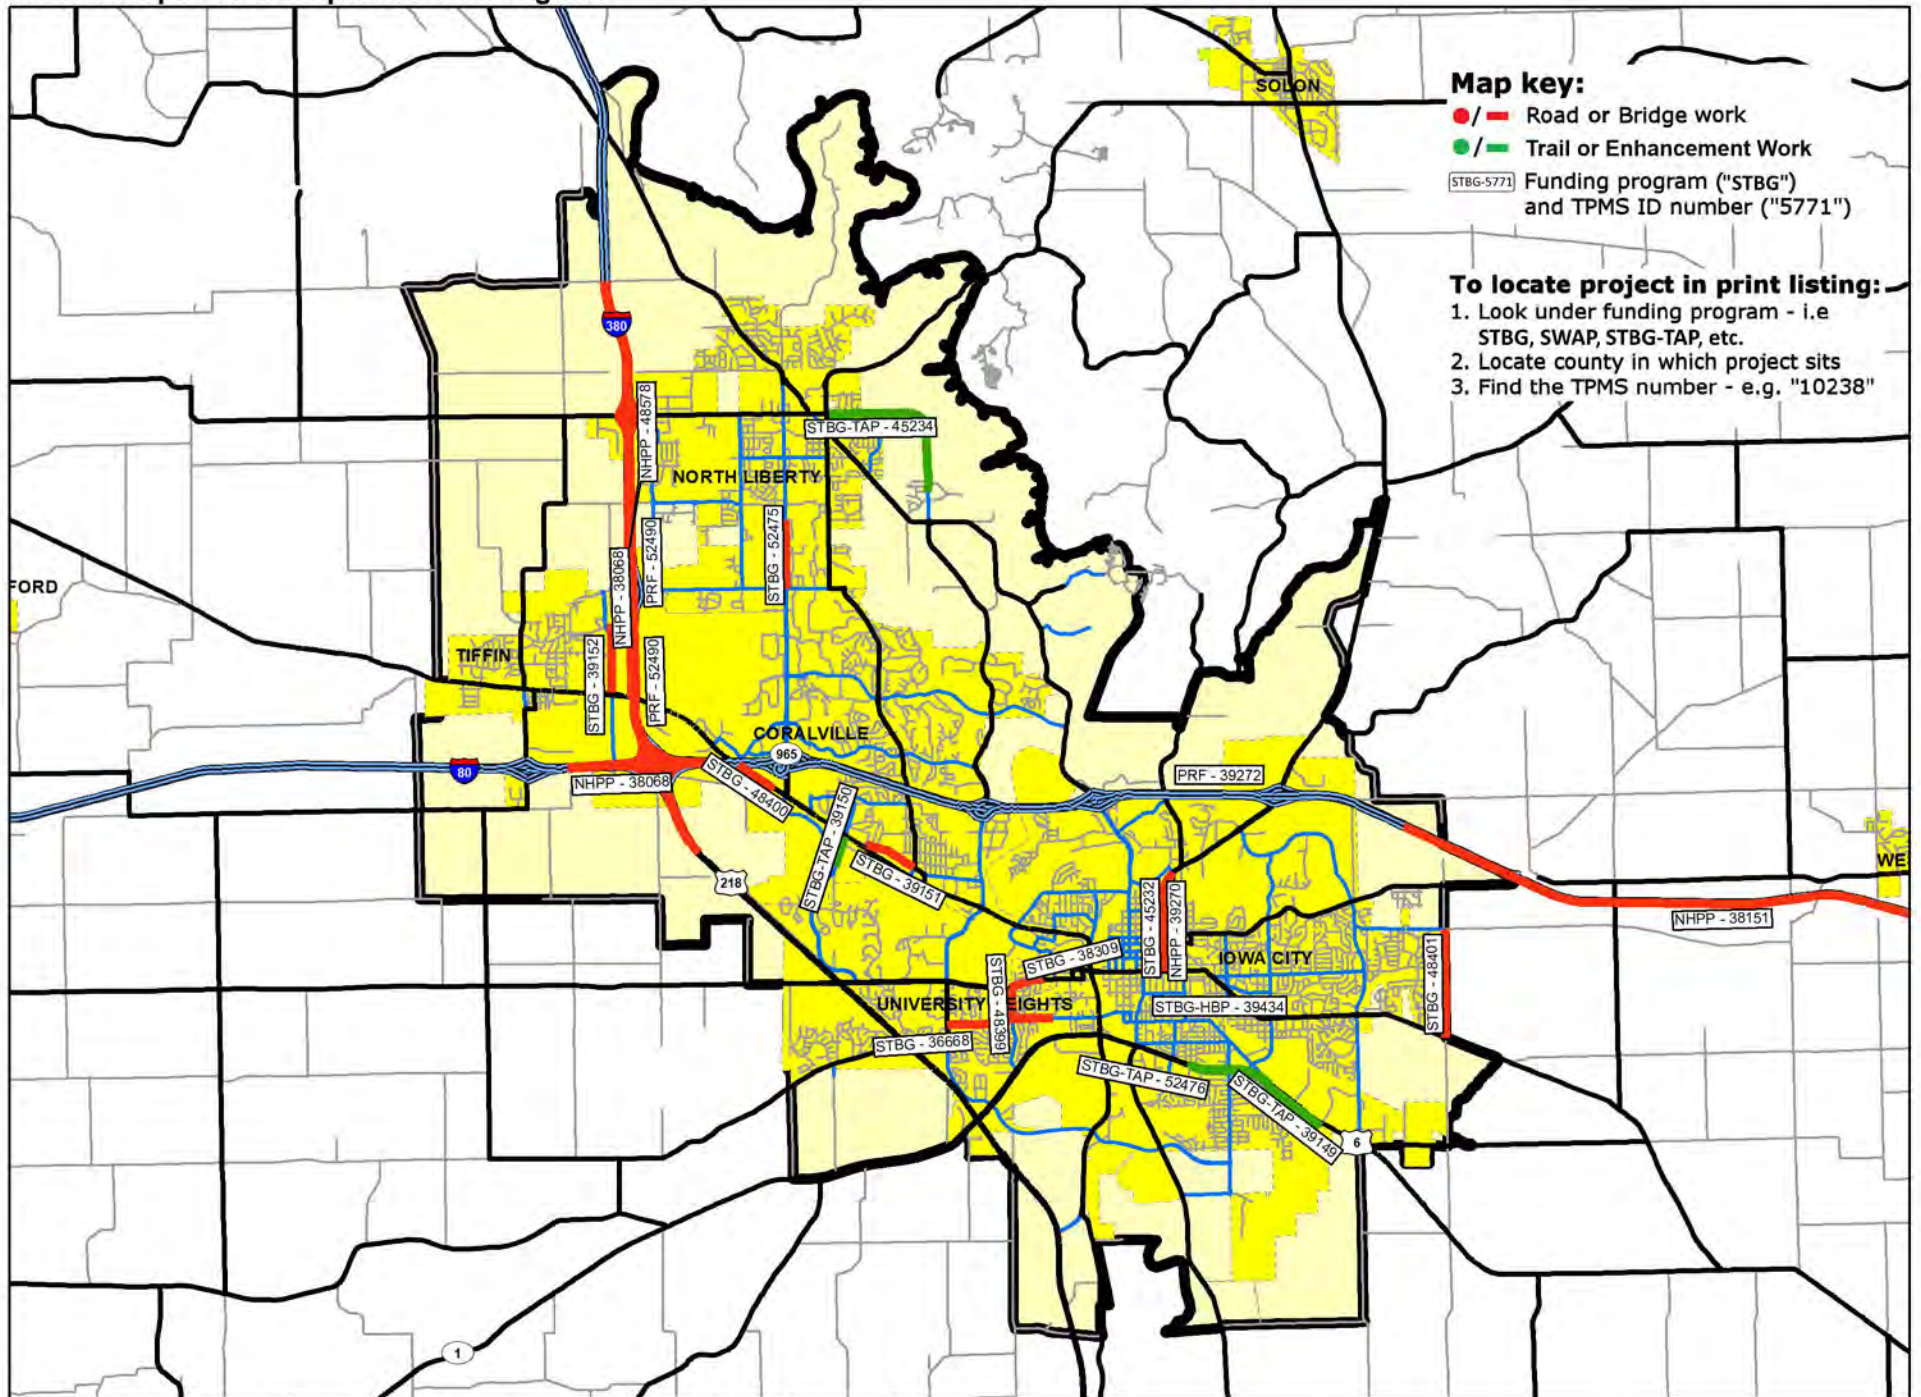 SOLON
Map key:
/ Road or Bridge work
/ Trail or Enhancement Work
STBG-5771 Funding program ("STBG")
and TPMS ID number ("5771")
To locate project in print listing:
1. Look under funding program - i.e
STBG, SWAP, STBG-TAP, etc.
2. Locate county in which project sits
3. Find the TPMS number - e.g. "10238"
380
NHPP - 48578
STBG-TAP - 45234
NORTH LIBERTY
STBG - 52475
PRF - 52490
NHPP - 38068
FORD
TIFFIN
STBG - 39152
PRF - 52490
CORALVILLE
965
80
NHPP - 38068
STBG - 48400
PRF - 39272
STBG-TAP - 39150
STBG - 39151
218
WE
STBG - 45232
NHPP - 39270
NHPP - 38151
STBG - 38309
IOWA CITY
STBG - 48401
STBG - 48399
UNIVERSITY HEIGHTS
STBG-HBP - 39434
STBG - 36668
STBG-TAP - 52476
STBG-TAP - 39149
6
1